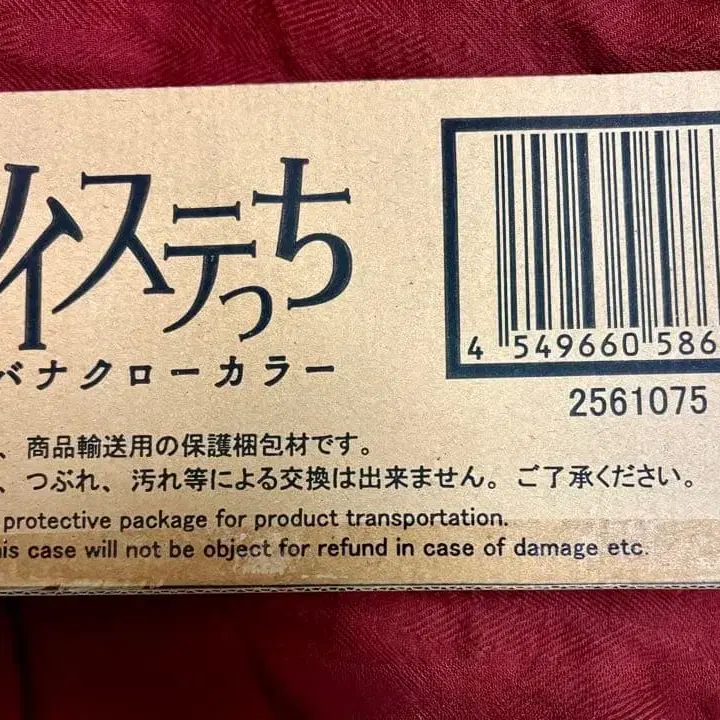 イステっち
バナクローカラー
4 549660 586
2561075
、商品輸送用の保護梱包材です。
、つぶれ、汚れ等による交換は出来ません。ご了承ください。
protective package for product transportation.
his case will not be object for refund in case of damage etc.